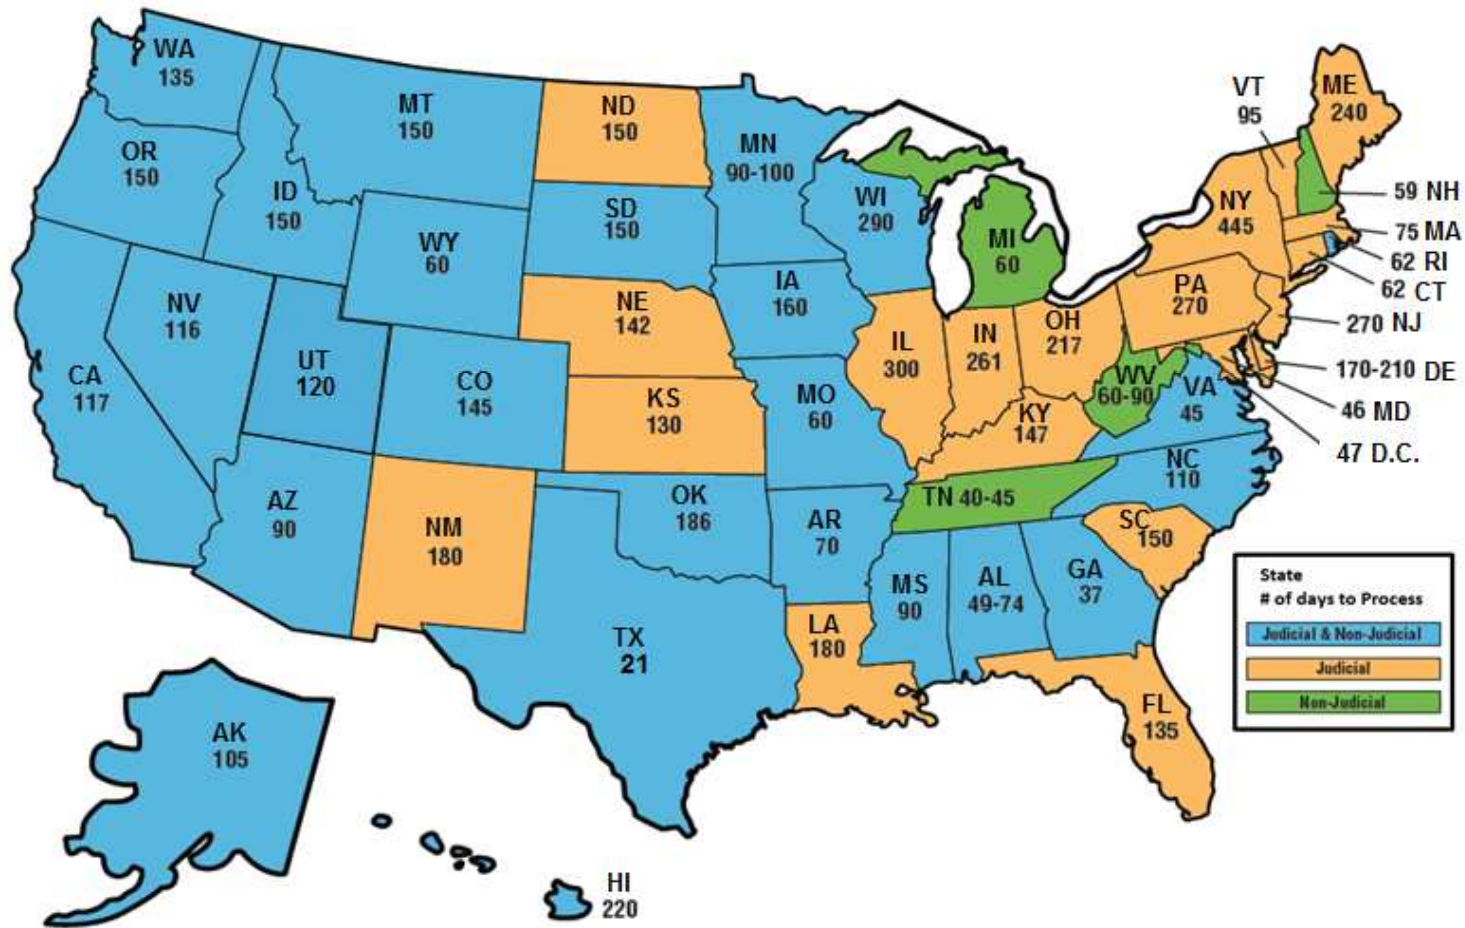 WA
135
OR
150
CA
117
NV
116
ID
150
MT
150
WY
60
UT
120
CO
145
AZ
90
NM
180
ND
150
SD
150
NE
142
KS
130
OK
186
TX
21
MN
90-100
IA
160
MO
60
AR
70
LA
180
WI
290
IL
300
MI
60
IN
261
OH
217
KY
147
TN 40-45
MS
90
AL
49-74
GA
37
FL
135
SC
150
NC
110
VA
45
WV
60-90
PA
270
NY
445
VT
95
ME
240
59 NH
75 MA
62 RI
62 CT
270 NJ
170-210 DE
46 MD
47 D.C.
AK
105
HI
220
State
# of days to Process
Judicial & Non-Judicial
Judicial
Non-Judicial